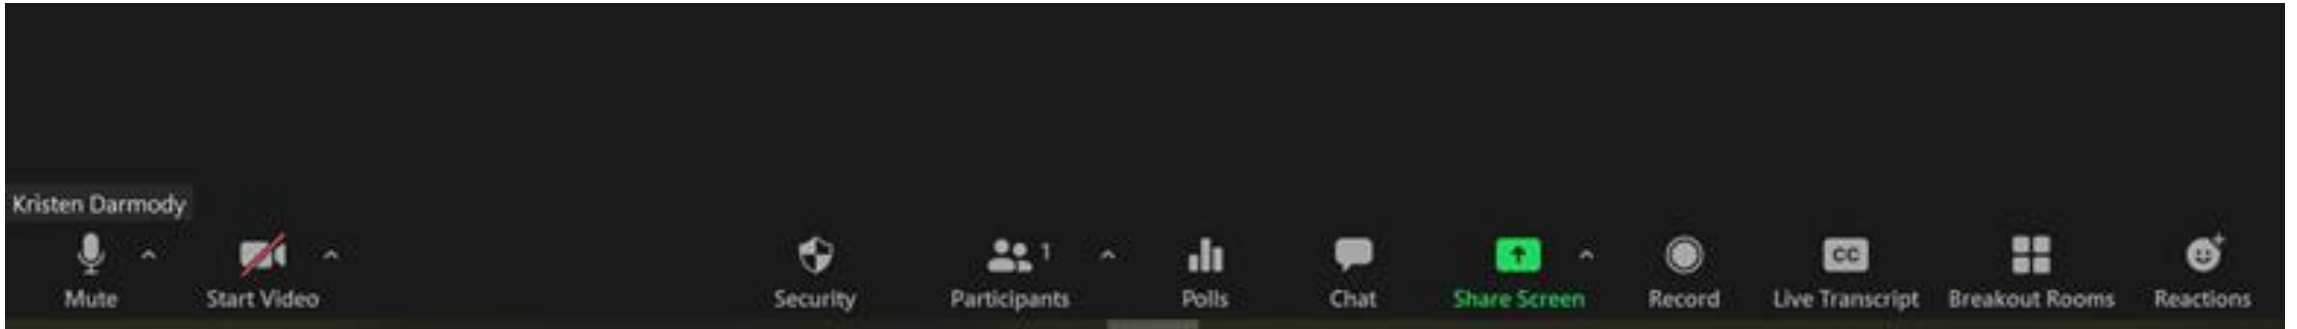 Kristen Darmody
1
Mute Start Video Security Participants Polls Chat Share Screen Record CC Live Transcript Breakout Rooms Reactions